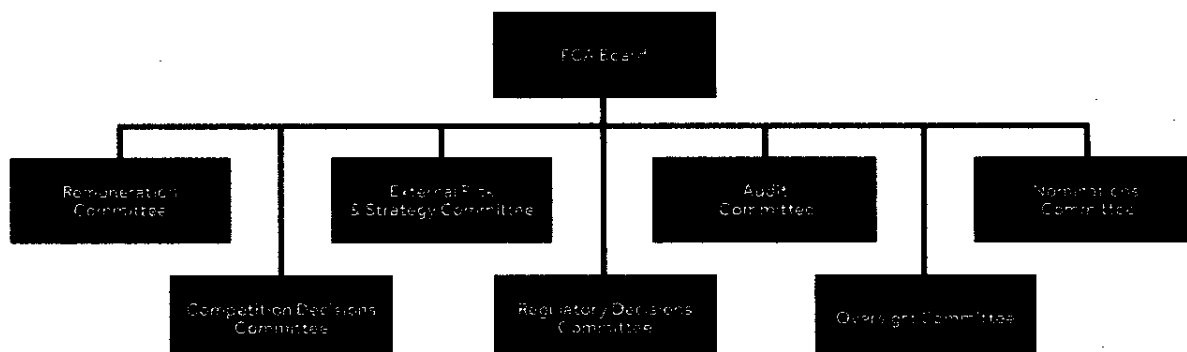 FCA Board
Remuneration
Committee
External Risk
& Strategy Committee
Audit
Committee
Nominations
Committee
Competition Decisions
Committee
Regulatory Decisions
Committee
Oversight Committee